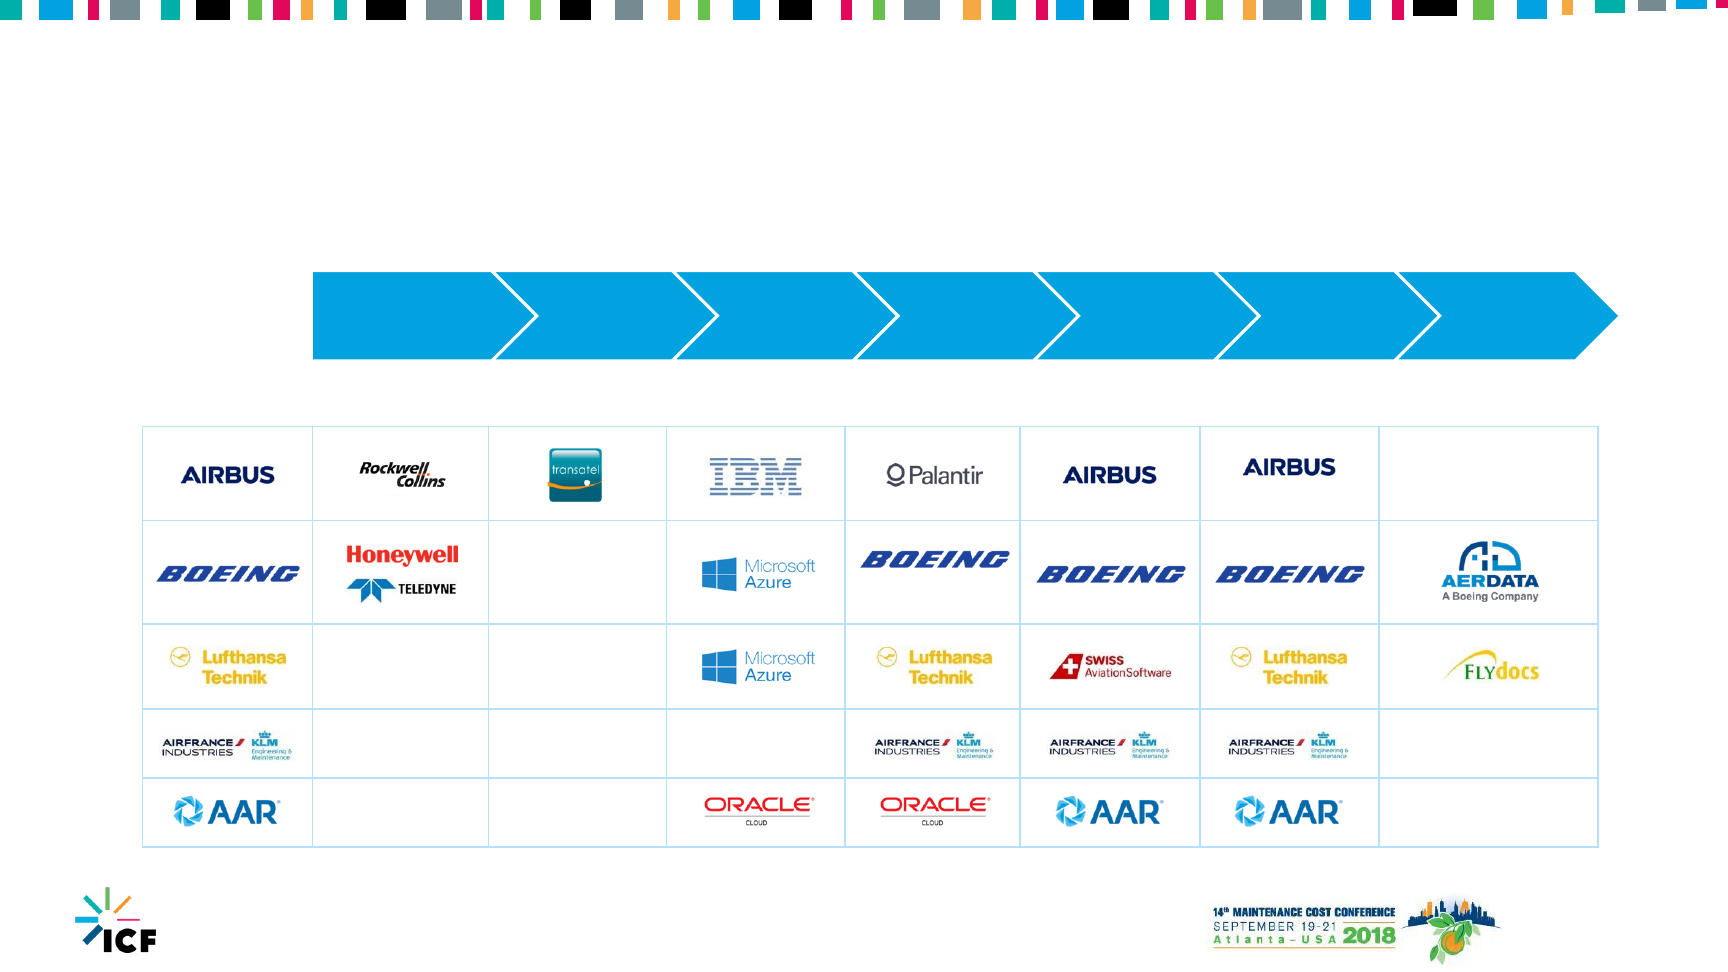 AIRBUS
Rockwell
Collins
transatel
IBM
Palantir
AIRBUS
AIRBUS
BOEING
Honeywell
TELEDYNE
Microsoft
Azure
BOEING
BOEING
BOEING
AERDATA
A Boeing Company
Lufthansa
Technik
Microsoft
Azure
Lufthansa
Technik
SWISS
AviationSoftware
Lufthansa
Technik
FLYdocs
AIRFRANCE KLM
INDUSTRIES Engineering &
Maintenance
AIRFRANCE KLM
INDUSTRIES Engineering &
Maintenance
AIRFRANCE KLM
INDUSTRIES Engineering &
Maintenance
AIRFRANCE KLM
INDUSTRIES Engineering &
Maintenance
AAR
ORACLE
CLOUD
ORACLE
CLOUD
AAR
AAR
ICF
14th MAINTENANCE COST CONFERENCE
SEPTEMBER 19-21
Atlanta-USA 2018